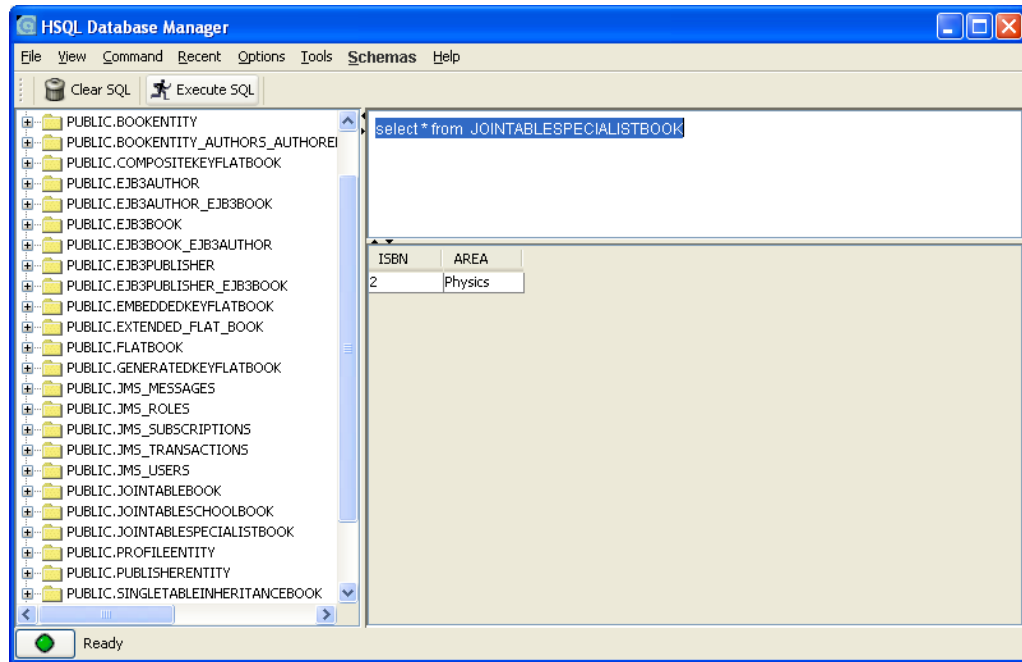 HSQL Database Manager
File View Command Recent Options Tools Schemas Help
Clear SQL Execute SQL
PUBLIC.BOOKENTITY
PUBLIC.BOOKENTITY_AUTHORS_AUTHOREI
PUBLIC.COMPOSITEKEYFLATBOOK
PUBLIC.EJB3AUTHOR
PUBLIC.EJB3AUTHOR_EJB3BOOK
PUBLIC.EJB3BOOK
PUBLIC.EJB3BOOK_EJB3AUTHOR
PUBLIC.EJB3PUBLISHER
PUBLIC.EJB3PUBLISHER_EJB3BOOK
PUBLIC.EMBEDDEDKEYFLATBOOK
PUBLIC.EXTENDED_FLAT_BOOK
PUBLIC.FLATBOOK
PUBLIC.GENERATEDKEYFLATBOOK
PUBLIC.JMS_MESSAGES
PUBLIC.JMS_ROLES
PUBLIC.JMS_SUBSCRIPTIONS
PUBLIC.JMS_TRANSACTIONS
PUBLIC.JMS_USERS
PUBLIC.JOINTABLEBOOK
PUBLIC.JOINTABLESCHOOLBOOK
PUBLIC.JOINTABLESPECIALISTBOOK
PUBLIC.PROFILEENTITY
PUBLIC.PUBLISHERENTITY
PUBLIC.SINGLETABLEINHERITANCEBOOK
select * from JOINTABLESPECIALISTBOOK
ISBN AREA
2 Physics
Ready